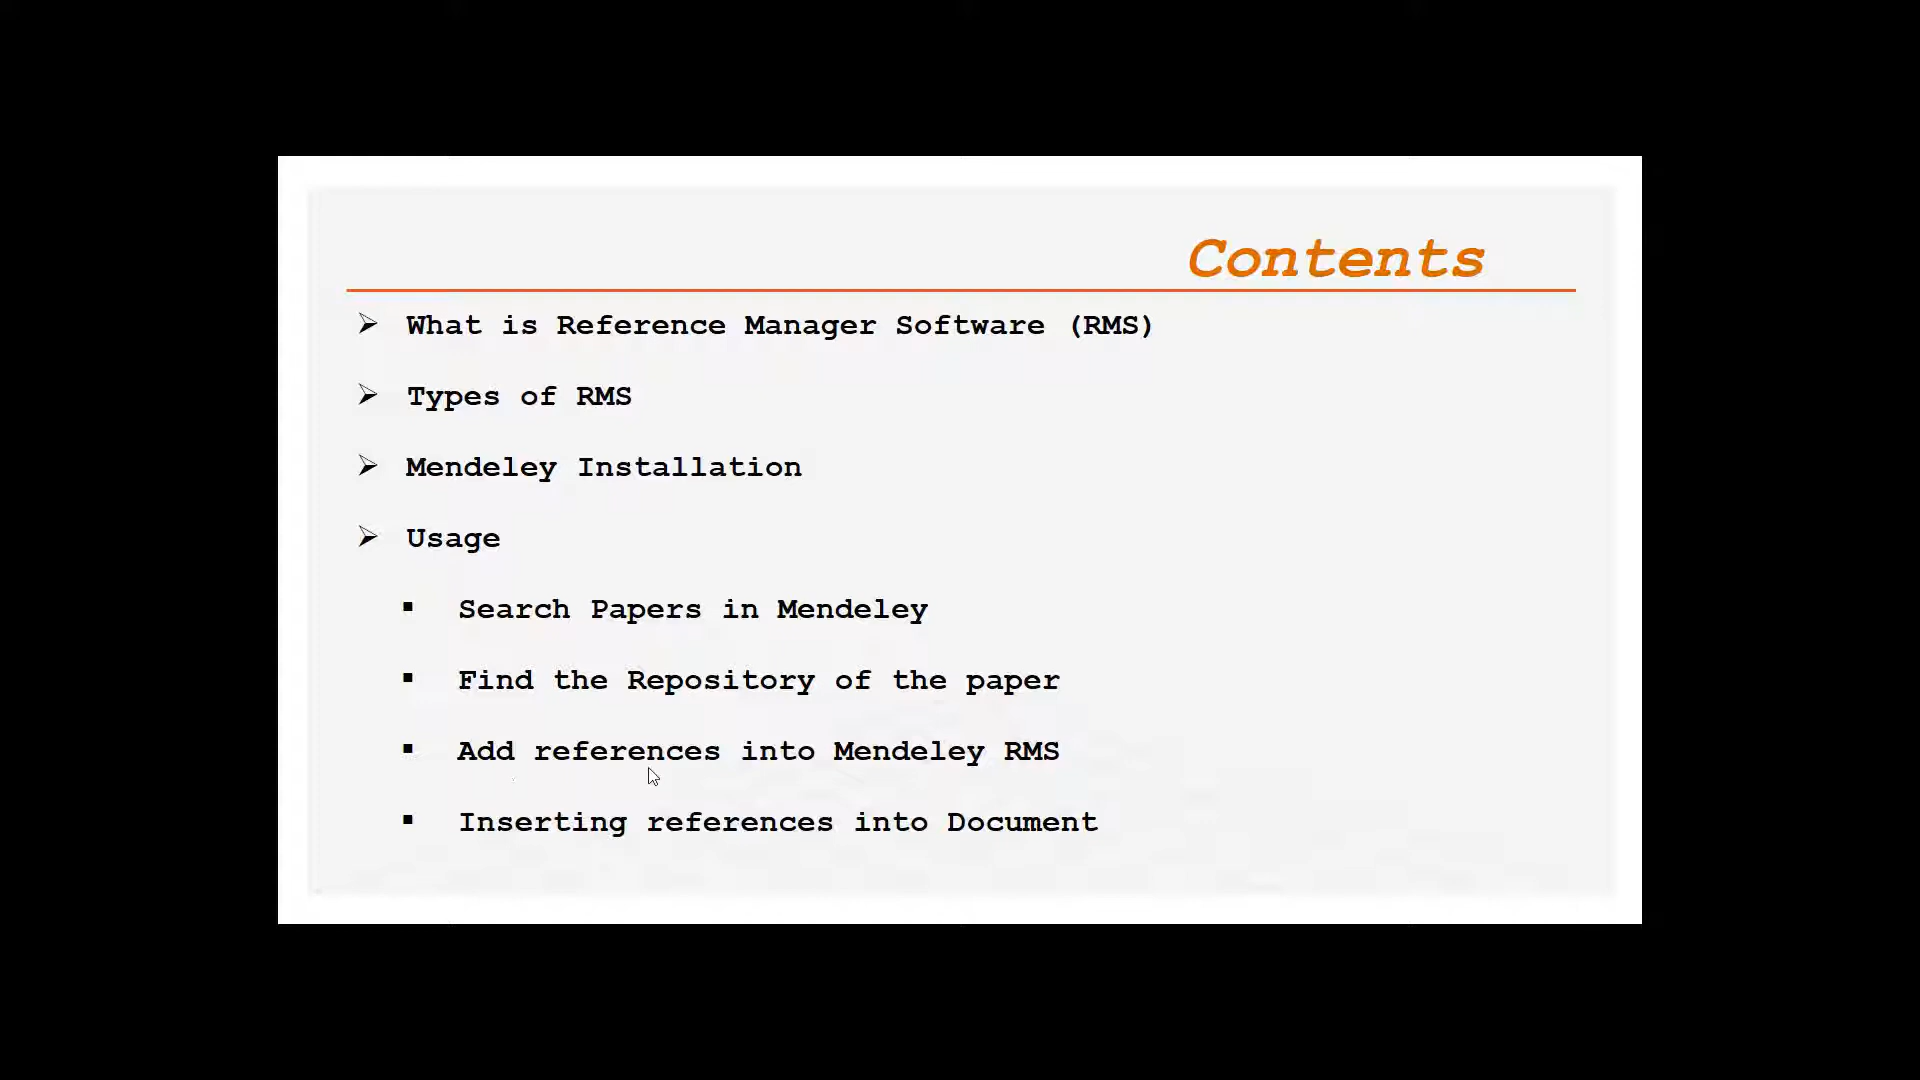 Contents
What is Reference Manager Software (RMS)
Types of RMS
Mendeley Installation
Usage
Search Papers in Mendeley
Find the Repository of the paper
Add references into Mendeley RMS
Inserting references into Document